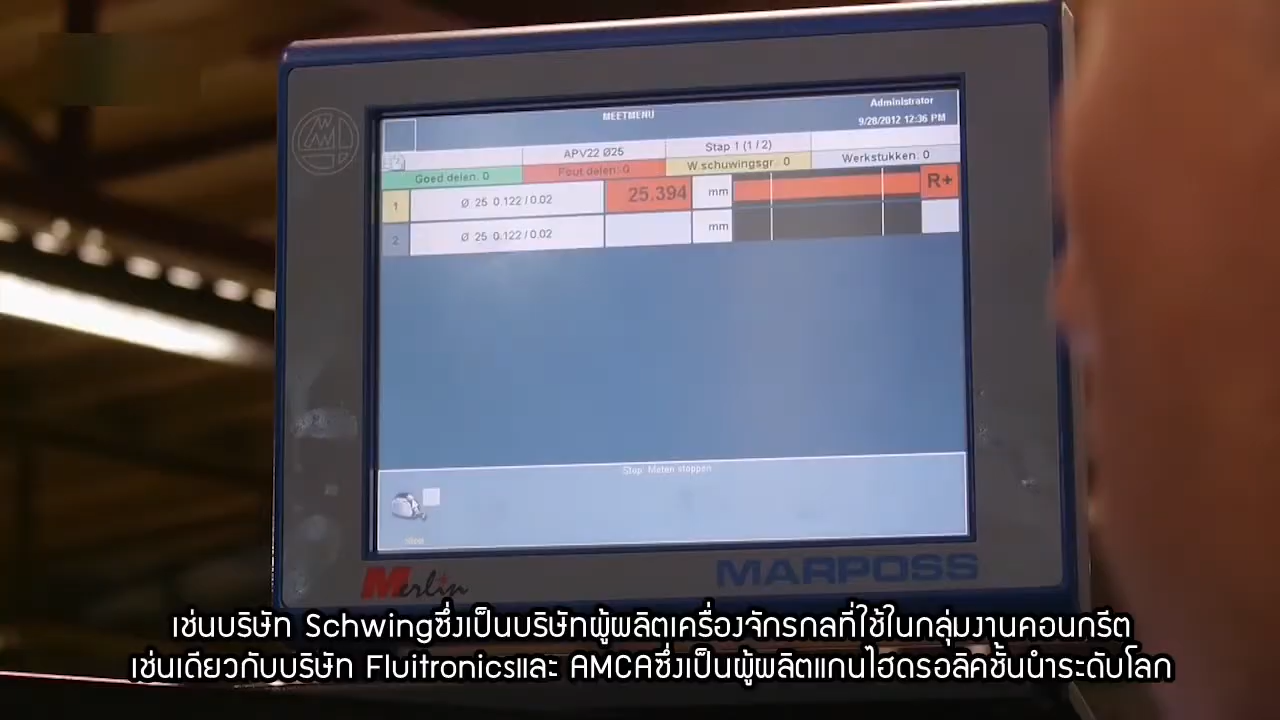 MEETMENU
Administrator
9/28/2012 12:36 PM
APV22 Ø25
Stap 1 (1/2)
Goed delen: 0
Fout delen: 0
W.schuwingsgr. 0
Werkstukken: 0
1 Ø 25 0.122 / 0.02 25.394 mm R+
2 Ø 25 0.122 / 0.02 mm
Stop: Meten stoppen
Merlin
MARPOSS
เช่นบริษัท Schwingซึ่งเป็นบริษัทผู้ผลิตเครื่องจักรกลที่ใช้ในกลุ่มงานคอนกรีต
เช่นเดียวกับบริษัท Fluitronicsและ AMCAซึ่งเป็นผู้ผลิตแกนไฮดรอลิคชั้นนำระดับโลก